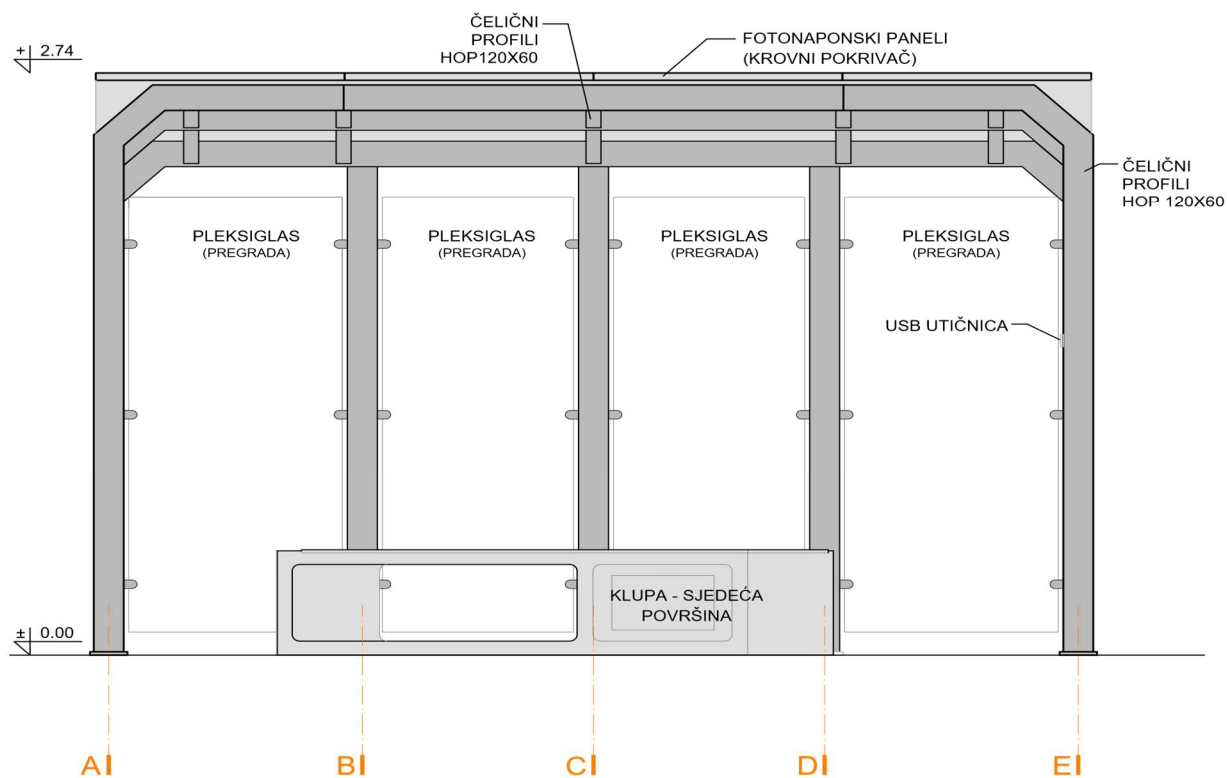 ČELIČNI
PROFILI
HOP120X60
+ 2.74
FOTONAPONSKI PANELI
(KROVNI POKRIVAČ)
ČELIČNI
PROFILI
HOP 120X60
PLEKSIGLAS
(PREGRADA)
PLEKSIGLAS
(PREGRADA)
PLEKSIGLAS
(PREGRADA)
PLEKSIGLAS
(PREGRADA)
USB UTIČNICA
KLUPA - SJEDEĆA
POVRŠINA
± 0.00
A B C D E